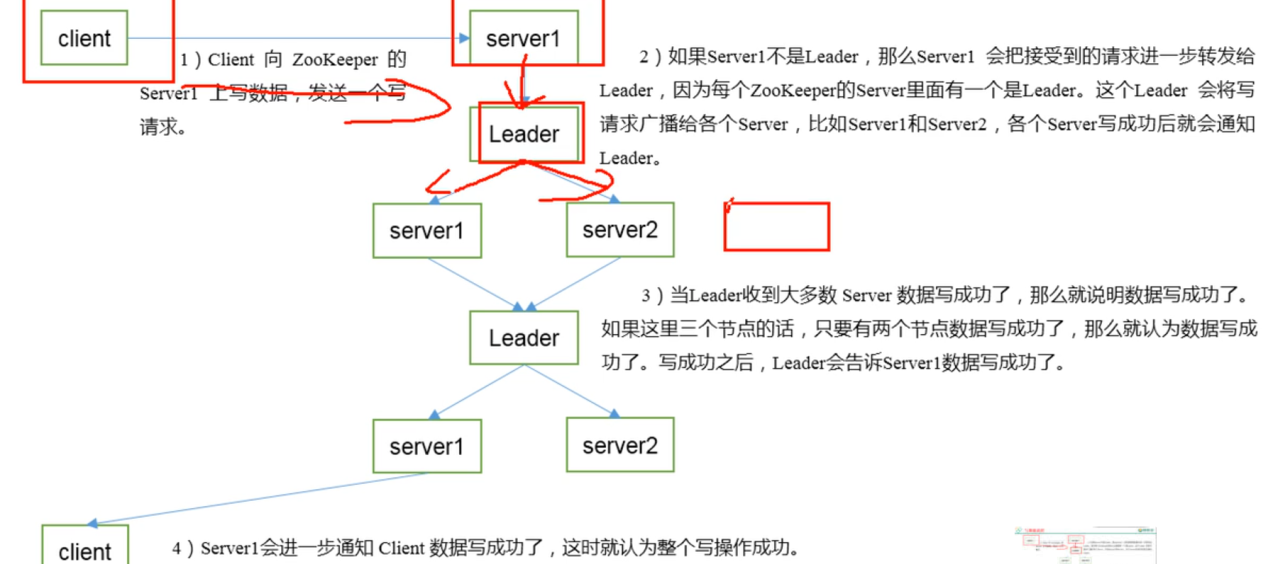 client
server1
1）Client 向 ZooKeeper 的
Server1 上写数据，发送一个写
请求。
2）如果Server1不是Leader，那么Server1 会把接受到的请求进一步转发给
Leader，因为每个ZooKeeper的Server里面有一个是Leader。这个Leader 会将写
请求广播给各个Server，比如Server1和Server2，各个Server写成功后就会通知
Leader。
Leader
server1
server2
3）当Leader收到大多数 Server 数据写成功了，那么就说明数据写成功了。
如果这里三个节点的话，只要有两个节点数据写成功了，那么就认为数据写成
功了。写成功之后，Leader会告诉Server1数据写成功了。
Leader
server1
server2
client
4）Server1会进一步通知 Client 数据写成功了，这时就认为整个写操作成功。